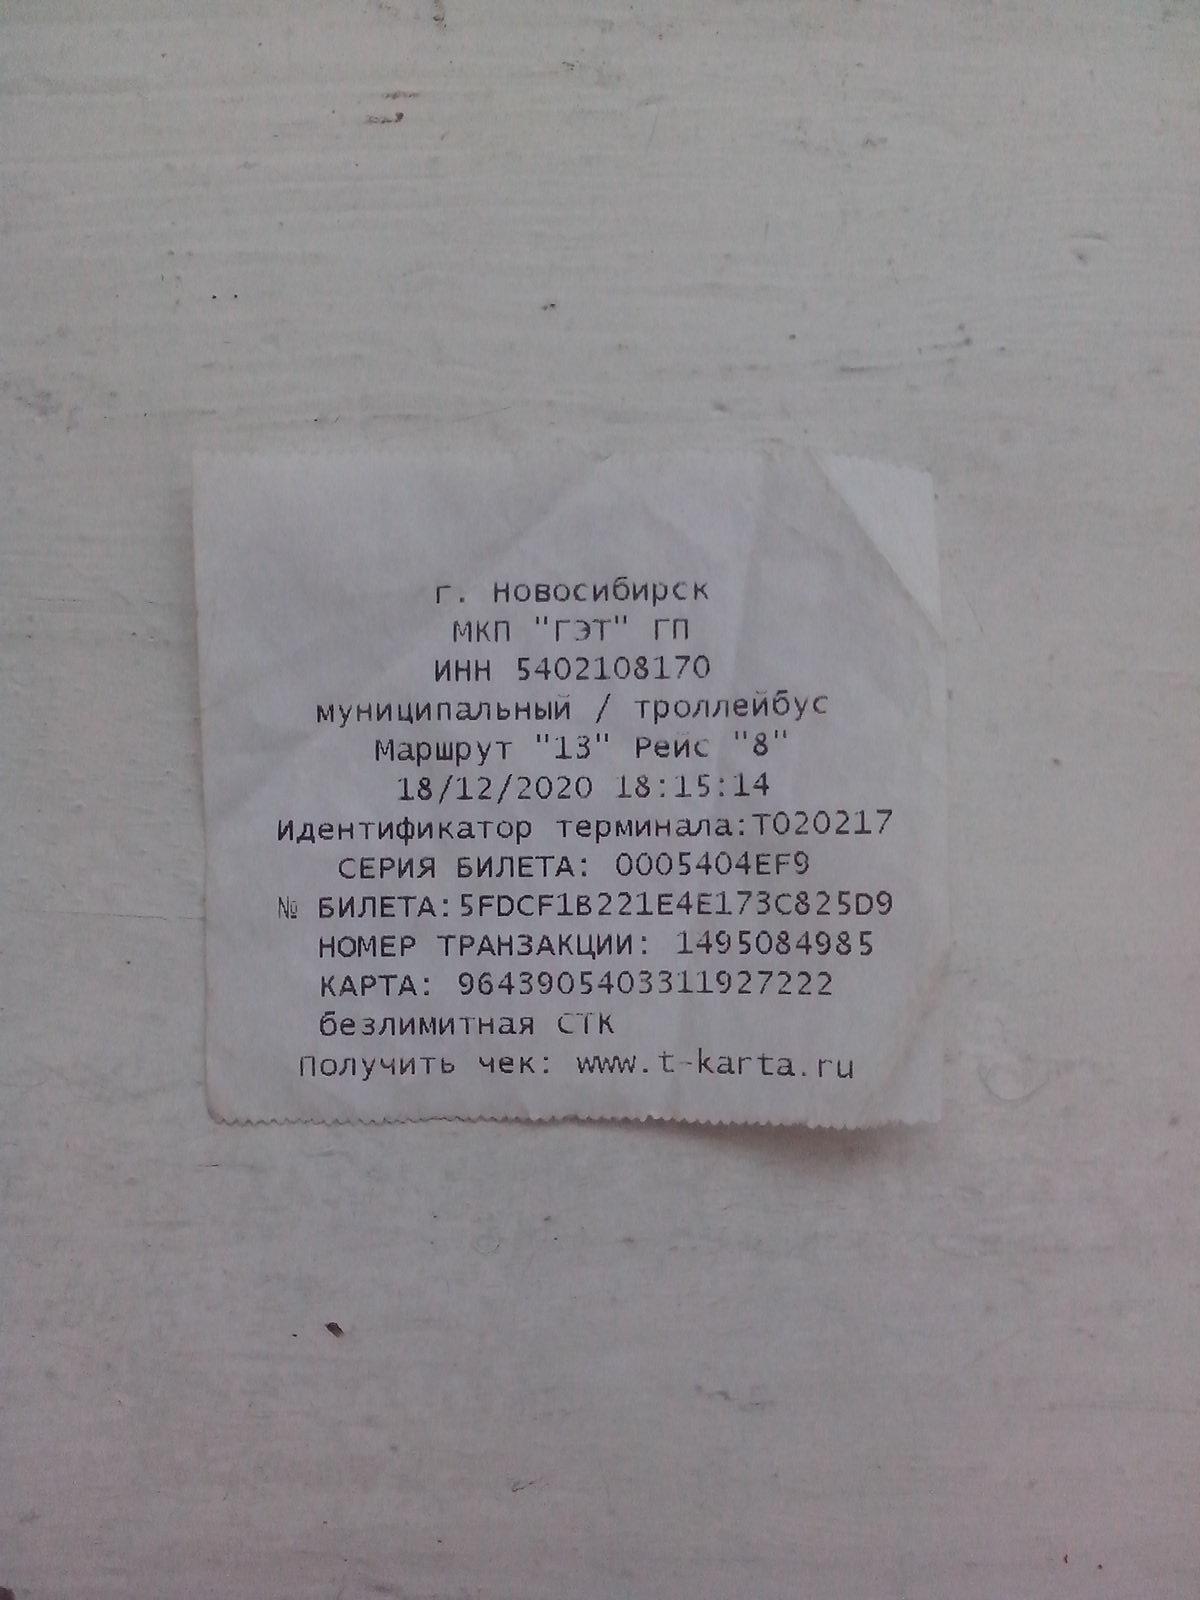 г. Новосибирск
МКП "ГЭТ" ГП
ИНН 5402108170
муниципальный / троллейбус
Маршрут "13" Рейс "8"
18/12/2020 18:15:14
Идентификатор терминала:Т020217
СЕРИЯ БИЛЕТА: 0005404EF9
№ БИЛЕТА:5FDCF1B221E4E173C825D9
НОМЕР ТРАНЗАКЦИИ: 1495084985
КАРТА: 9643905403311927222
безлимитная СТК
Получить чек: www.t-karta.ru